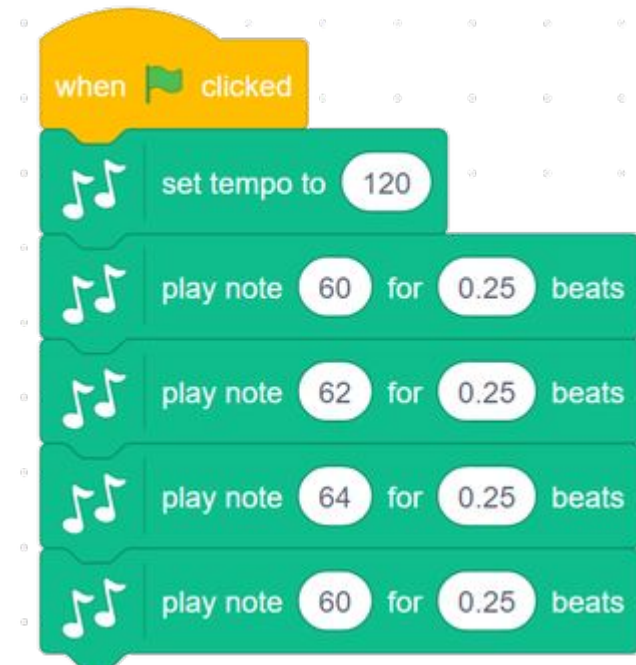 when clicked
set tempo to 120
play note 60 for 0.25 beats
play note 62 for 0.25 beats
play note 64 for 0.25 beats
play note 60 for 0.25 beats